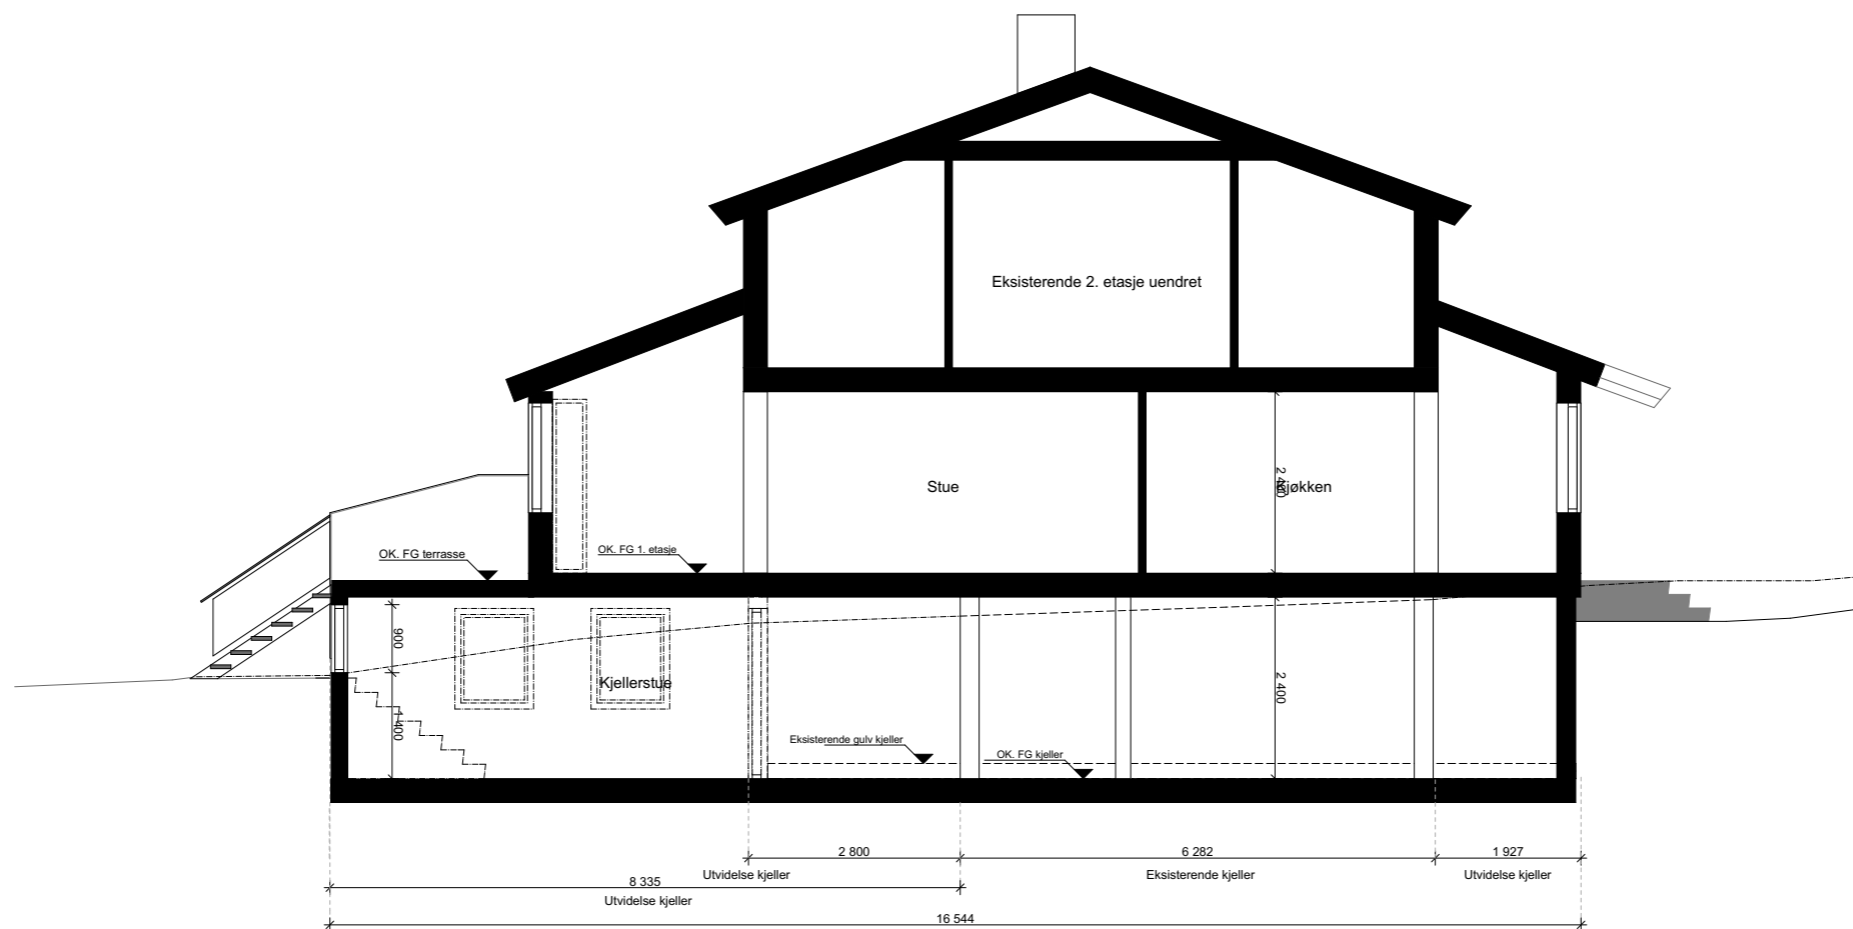 Eksisterende 2. etasje uendret
Stue
2 400
Kjøkken
OK. FG terrasse
OK. FG 1. etasje
900
Kjellerstue
2 400
1 400
Eksisterende gulv kjeller
OK. FG kjeller
2 800
6 282
1 927
Utvidelse kjeller
Eksisterende kjeller
Utvidelse kjeller
8 335
Utvidelse kjeller
16 544